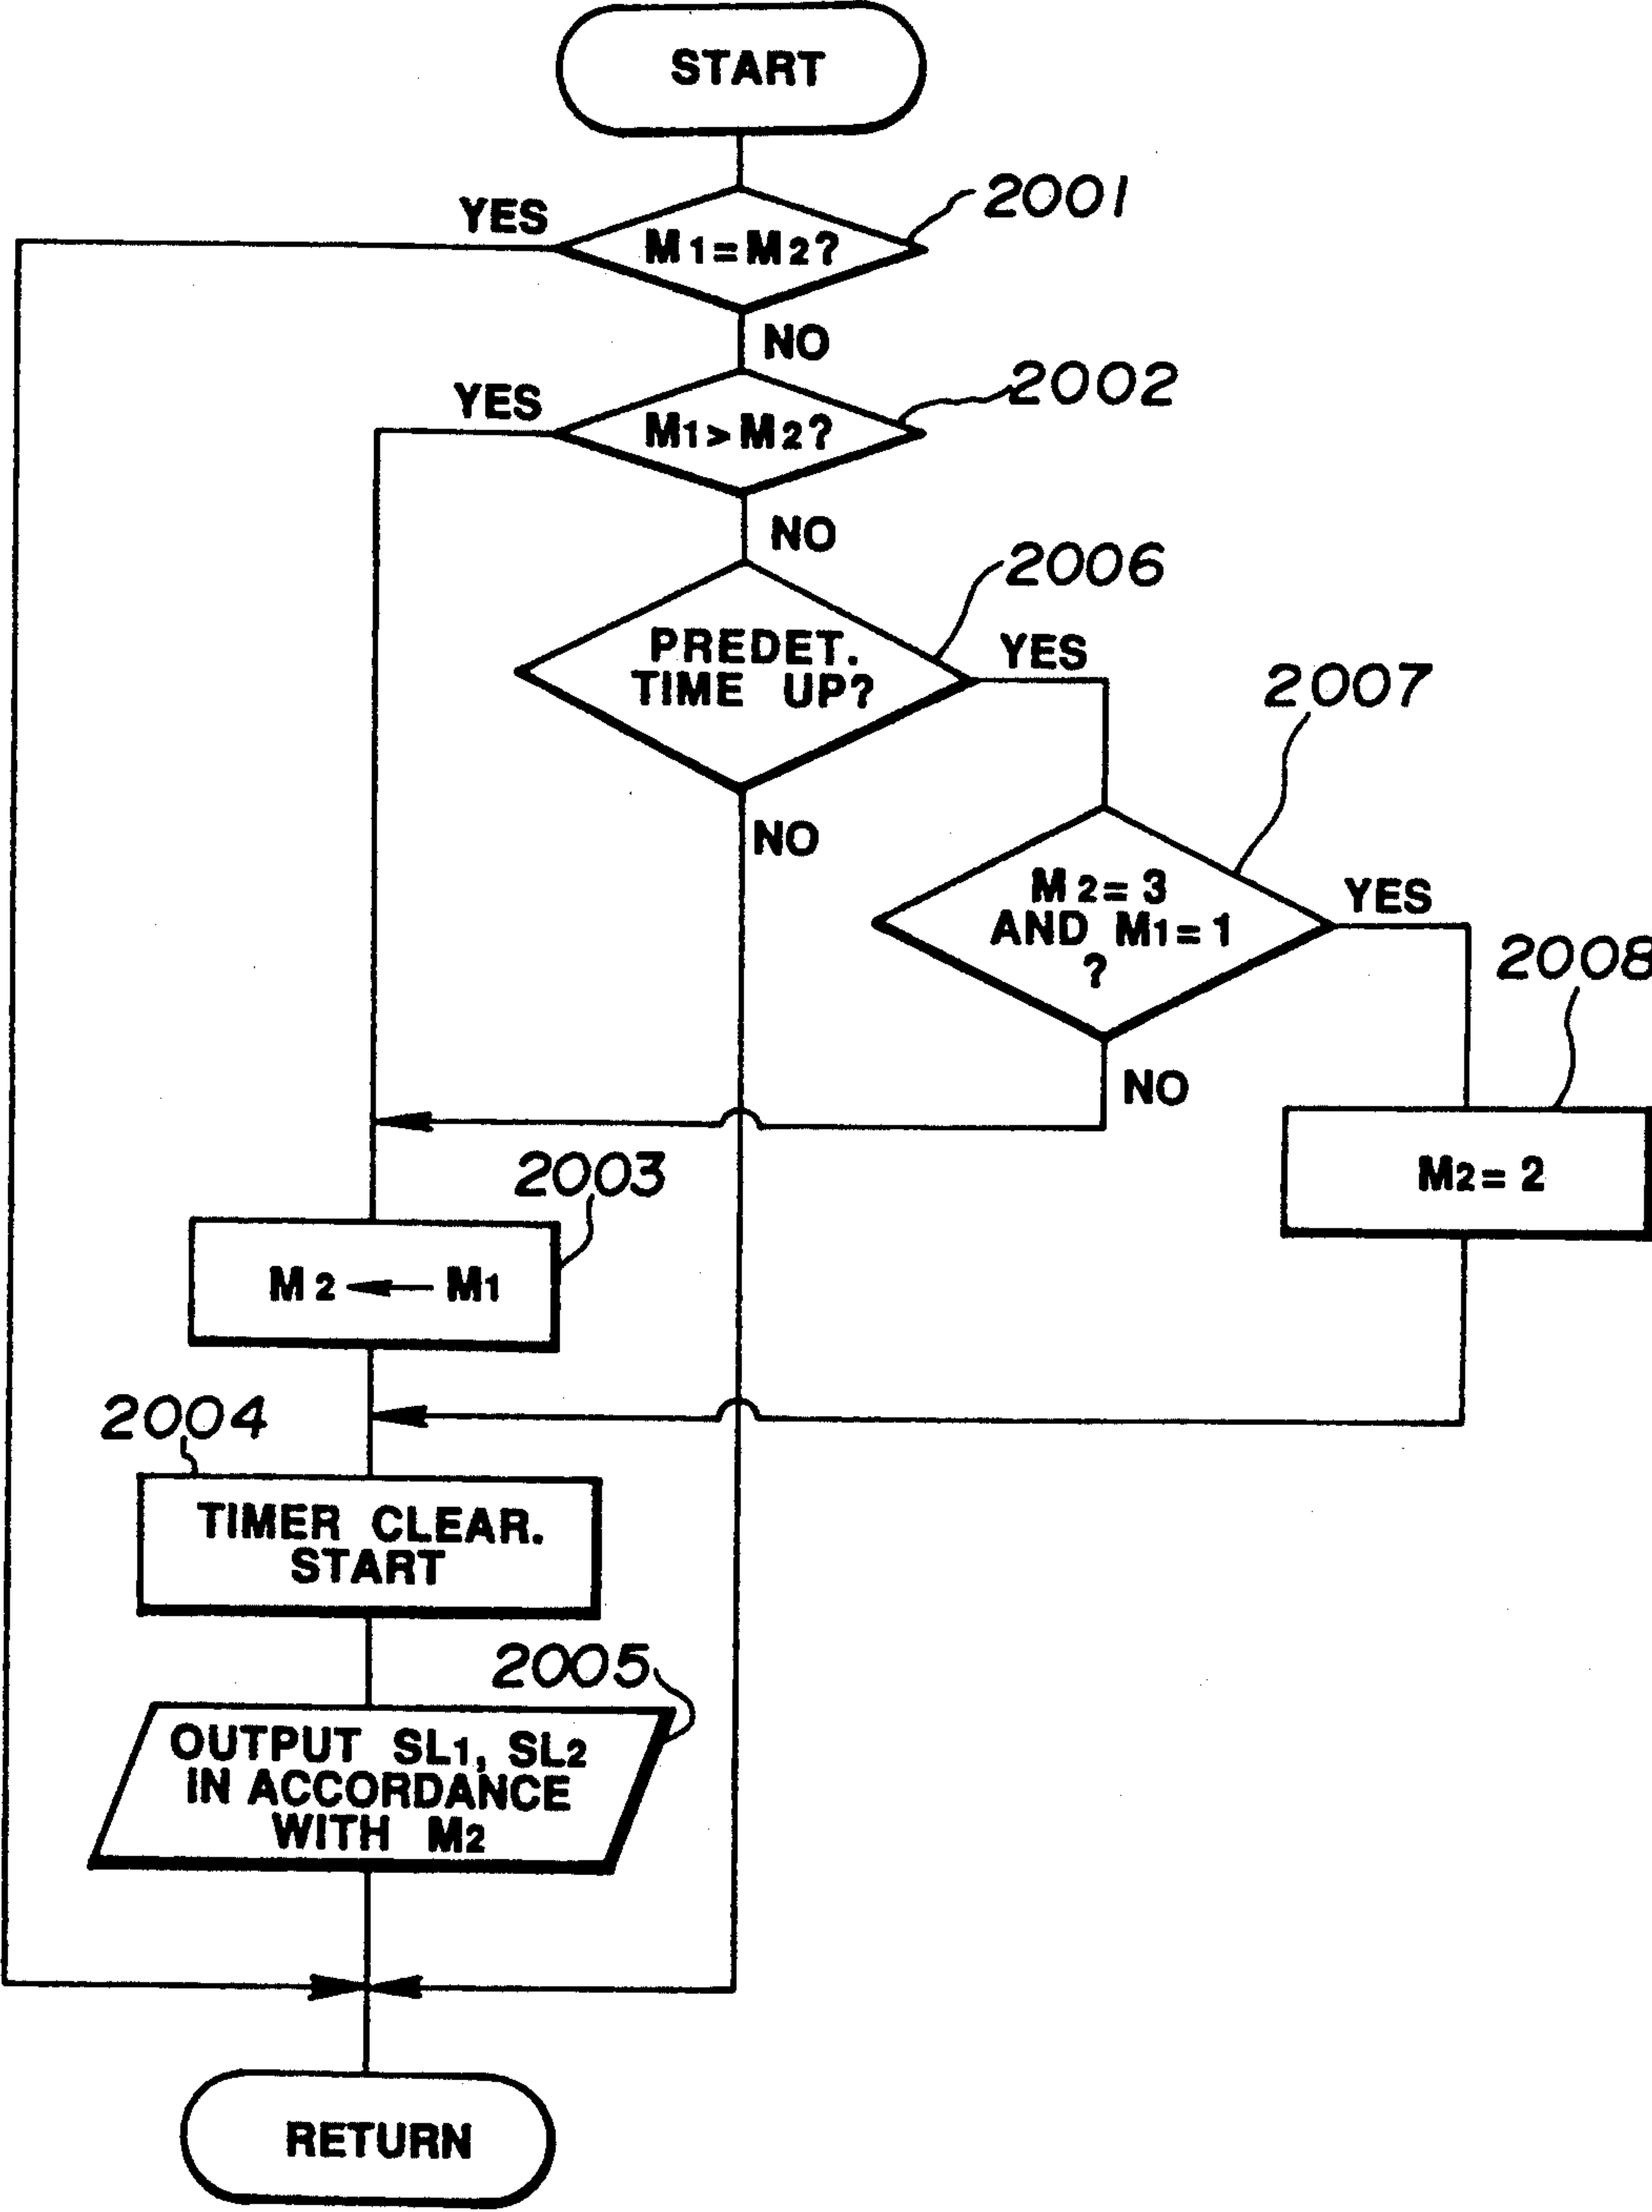 START
2001
YES
M1=M2?
NO
2002
YES
M1>M2?
NO
2006
PREDET.
TIME UP?
YES
2007
NO
M2=3
AND M1=1
?
YES
2008
NO
M2=2
2003
M2 ← M1
2004
TIMER CLEAR.
START
2005
OUTPUT SL1, SL2
IN ACCORDANCE
WITH M2
RETURN